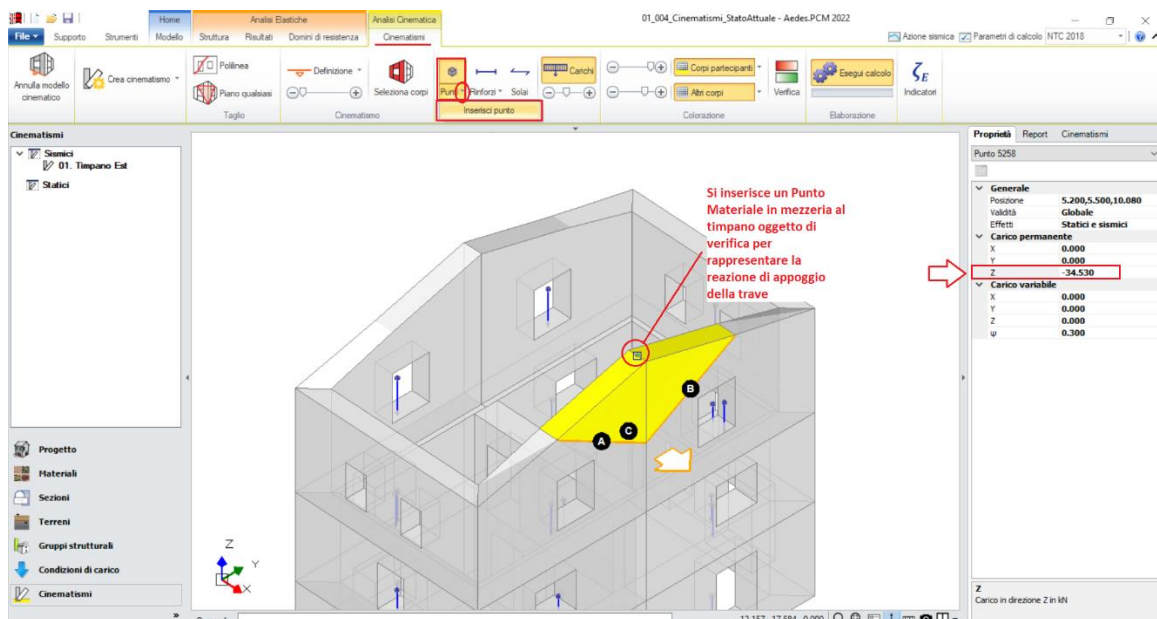 Home
Analisi Elastiche
Analisi Cinematica
01_004_Cinematismi_StatoAttuale - Aedes.PCM 2022
File
Supporto
Strumenti
Modello
Struttura
Risultati
Domini di resistenza
Cinematismi
Azione sismica
Parametri di calcolo
NTC 2018
Annulla modello
cinematico
Crea cinematismo
Polilinea
Piano qualsiasi
Taglio
Definizione
Cinematismo
Seleziona corpi
Punti
Rinforzi
Solai
Carichi
Inserisci punto
Corpi partecipanti
Altri corpi
Colorazione
Verifica
Esegui calcolo
Elaborazione
ζE
Indicatori
Cinematismi
Sismici
01. Timpano Est
Statici
Progetto
Materiali
Sezioni
Terreni
Gruppi strutturali
Condizioni di carico
Cinematismi
»
Si inserisce un Punto
Materiale in mezzeria al
timpano oggetto di
verifica per
rappresentare la
reazione di appoggio
della trave
A
C
B
Z
Y
X
Proprietà
Report
Cinematismi
Punto 5258
Generale
Posizione 5.200,5.500,10.080
Validità Globale
Effetti Statici e sismici
Carico permanente
X 0.000
Y 0.000
Z -34.530
Carico variabile
X 0.000
Y 0.000
Z 0.000
ψ 0.300
Z
Carico in direzione Z in kN